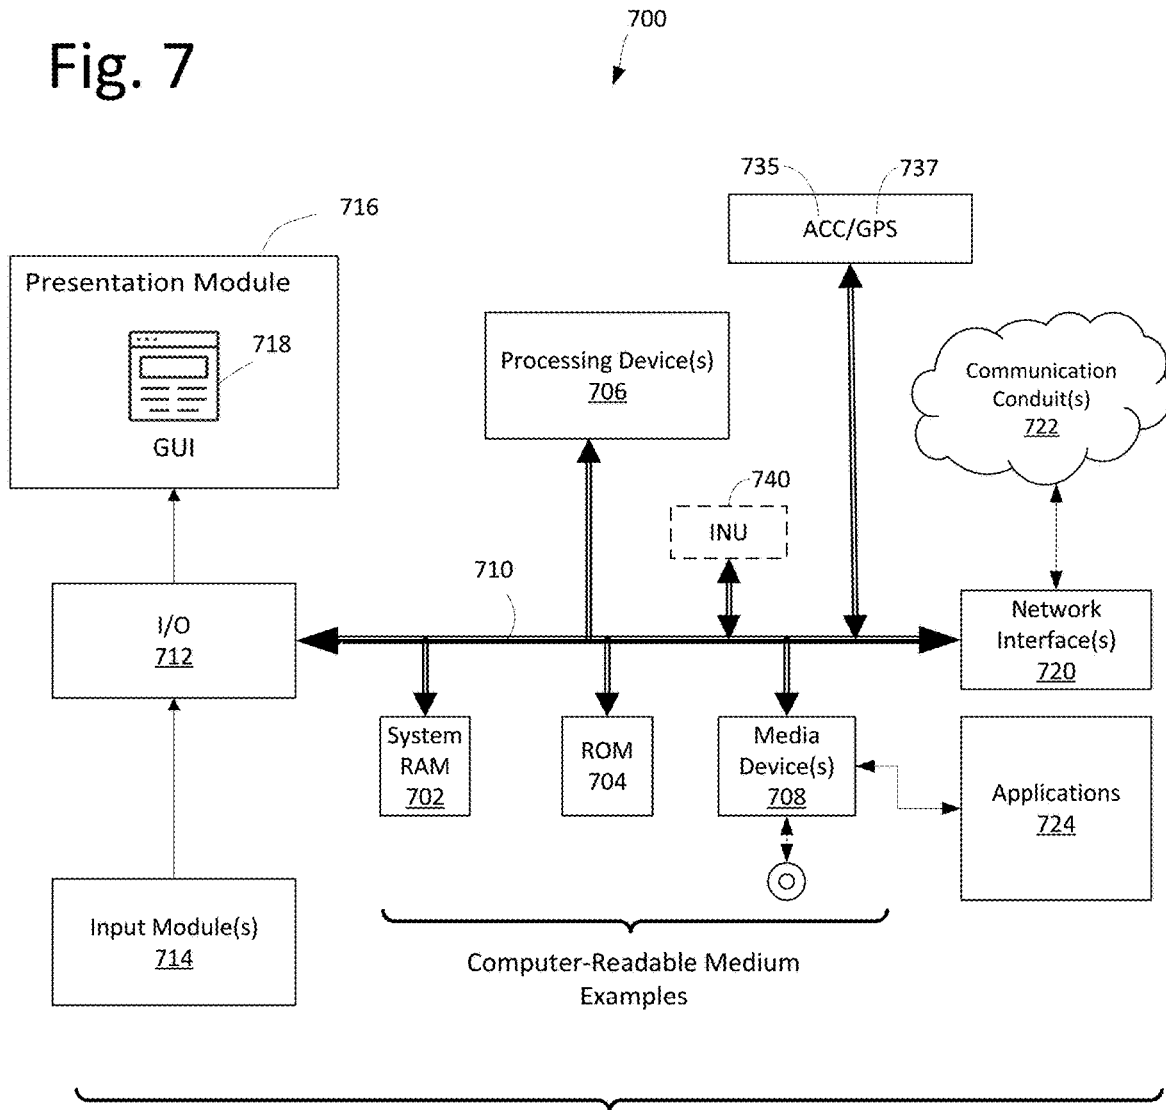 Fig. 7
700
735
737
ACC/GPS
716
Presentation Module
718
GUI
Processing Device(s)
706
Communication
Conduit(s)
722
740
INU
710
I/O
712
Network
Interface(s)
720
System
RAM
702
ROM
704
Media
Device(s)
708
Applications
724
Input Module(s)
714
Computer-Readable Medium
Examples